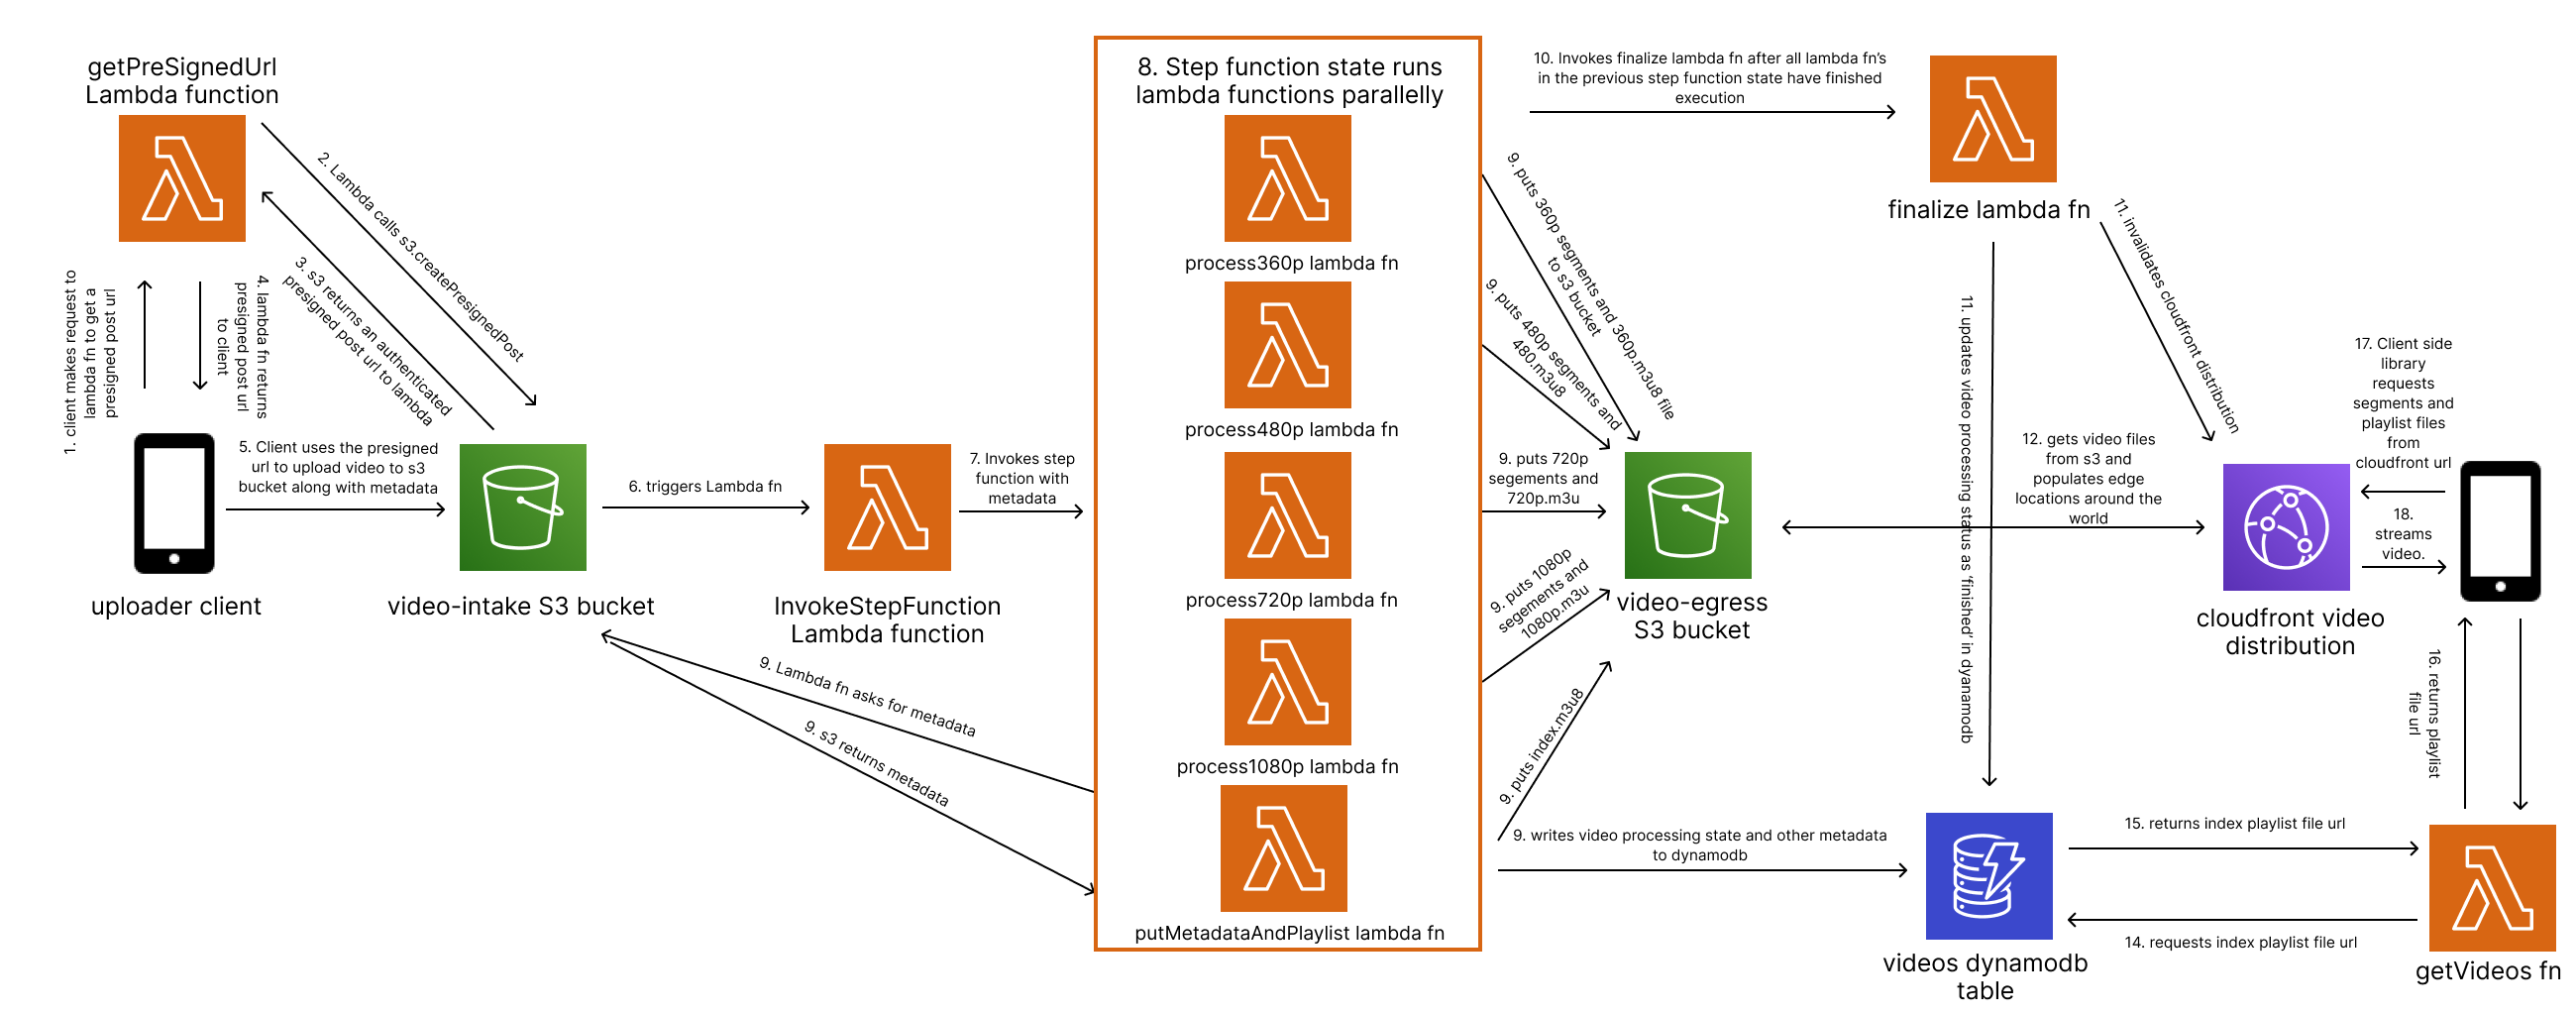 getPreSignedUrl
Lambda function
1. client makes request to
lambda fn to get a
presigned post url
2. Lambda calls s3.createPresignedPost
3. s3 returns an authenticated
presigned post url to lambda
4. lambda fn returns
presigned post url
to client
5. Client uses the presigned
url to upload video to s3
bucket along with metadata
uploader client
video-intake S3 bucket
6. triggers Lambda fn
InvokeStepFunction
Lambda function
7. Invokes step
function with
metadata
8. Step function state runs
lambda functions parallelly
process360p lambda fn
process480p lambda fn
process720p lambda fn
process1080p lambda fn
putMetadataAndPlaylist lambda fn
9. Lambda fn asks for metadata
9. s3 returns metadata
9. puts 360p segments and 360p.m3u8 file
to s3 bucket
9. puts 480p segments and
480.m3u8
9. puts 720p
segements and
720p.m3u
9. puts 1080p
segements and
1080p.m3u
9. puts index.m3u8
9. writes video processing state and other metadata
to dynamodb
video-egress
S3 bucket
10. Invokes finalize lambda fn after all lambda fn's
in the previous step function state have finished
execution
finalize lambda fn
11. invalidates cloudfront distribution
11. updates video processing status as 'finished' in dyanamodb
12. gets video files
from s3 and
populates edge
locations around the
world
cloudfront video
distribution
17. Client side
library
requests
segments and
playlist files
from
cloudfront url
18.
streams
video.
16. returns playlist
file url
15. returns index playlist file url
14. requests index playlist file url
videos dynamodb
table
getVideos fn